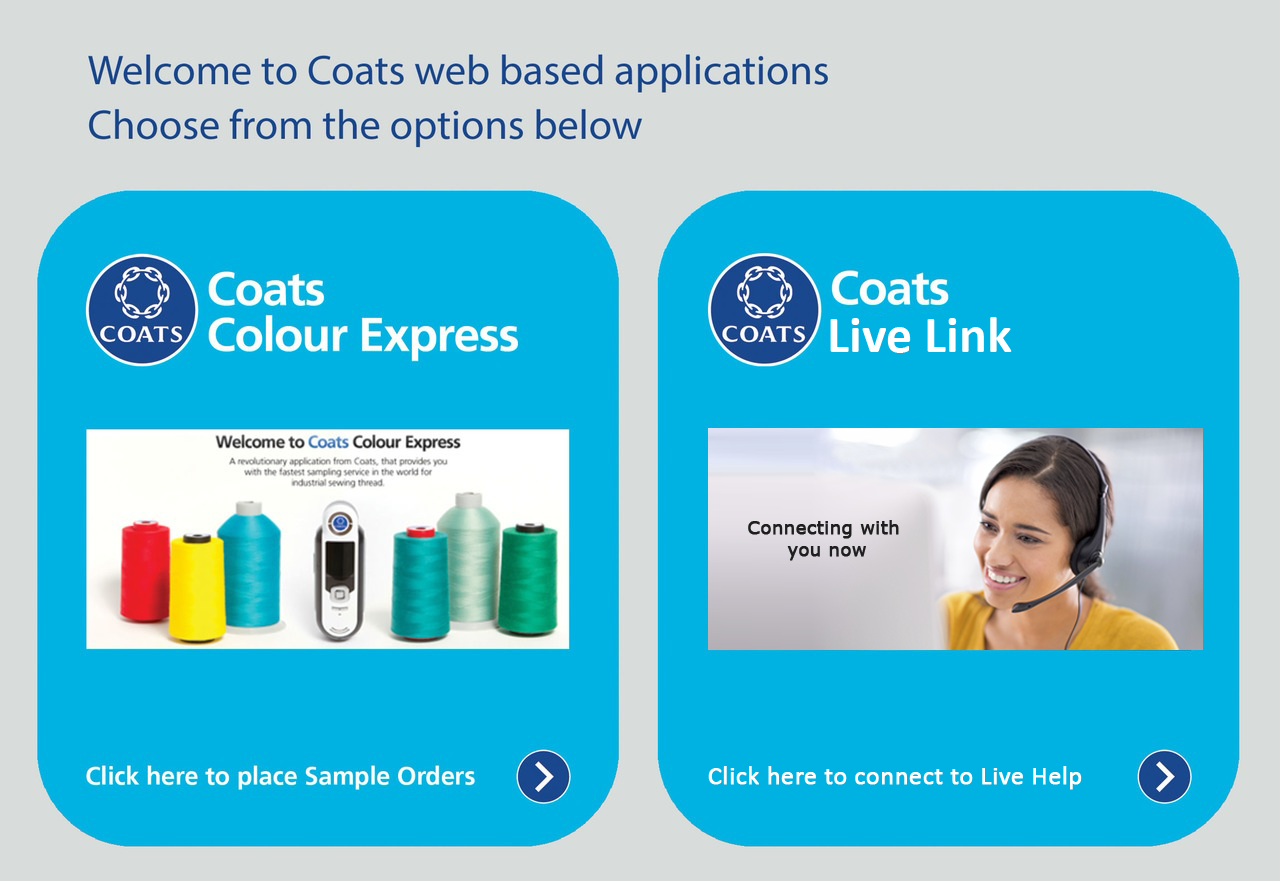 Welcome to Coats web based applications
Choose from the options below
COATS
Coats
Colour Express
Welcome to Coats Colour Express
A revolutionary application from Coats, that provides you
with the fastest sampling service in the world for
industrial sewing thread.
Click here to place Sample Orders
COATS
Coats
Live Link
Connecting with
you now
Click here to connect to Live Help